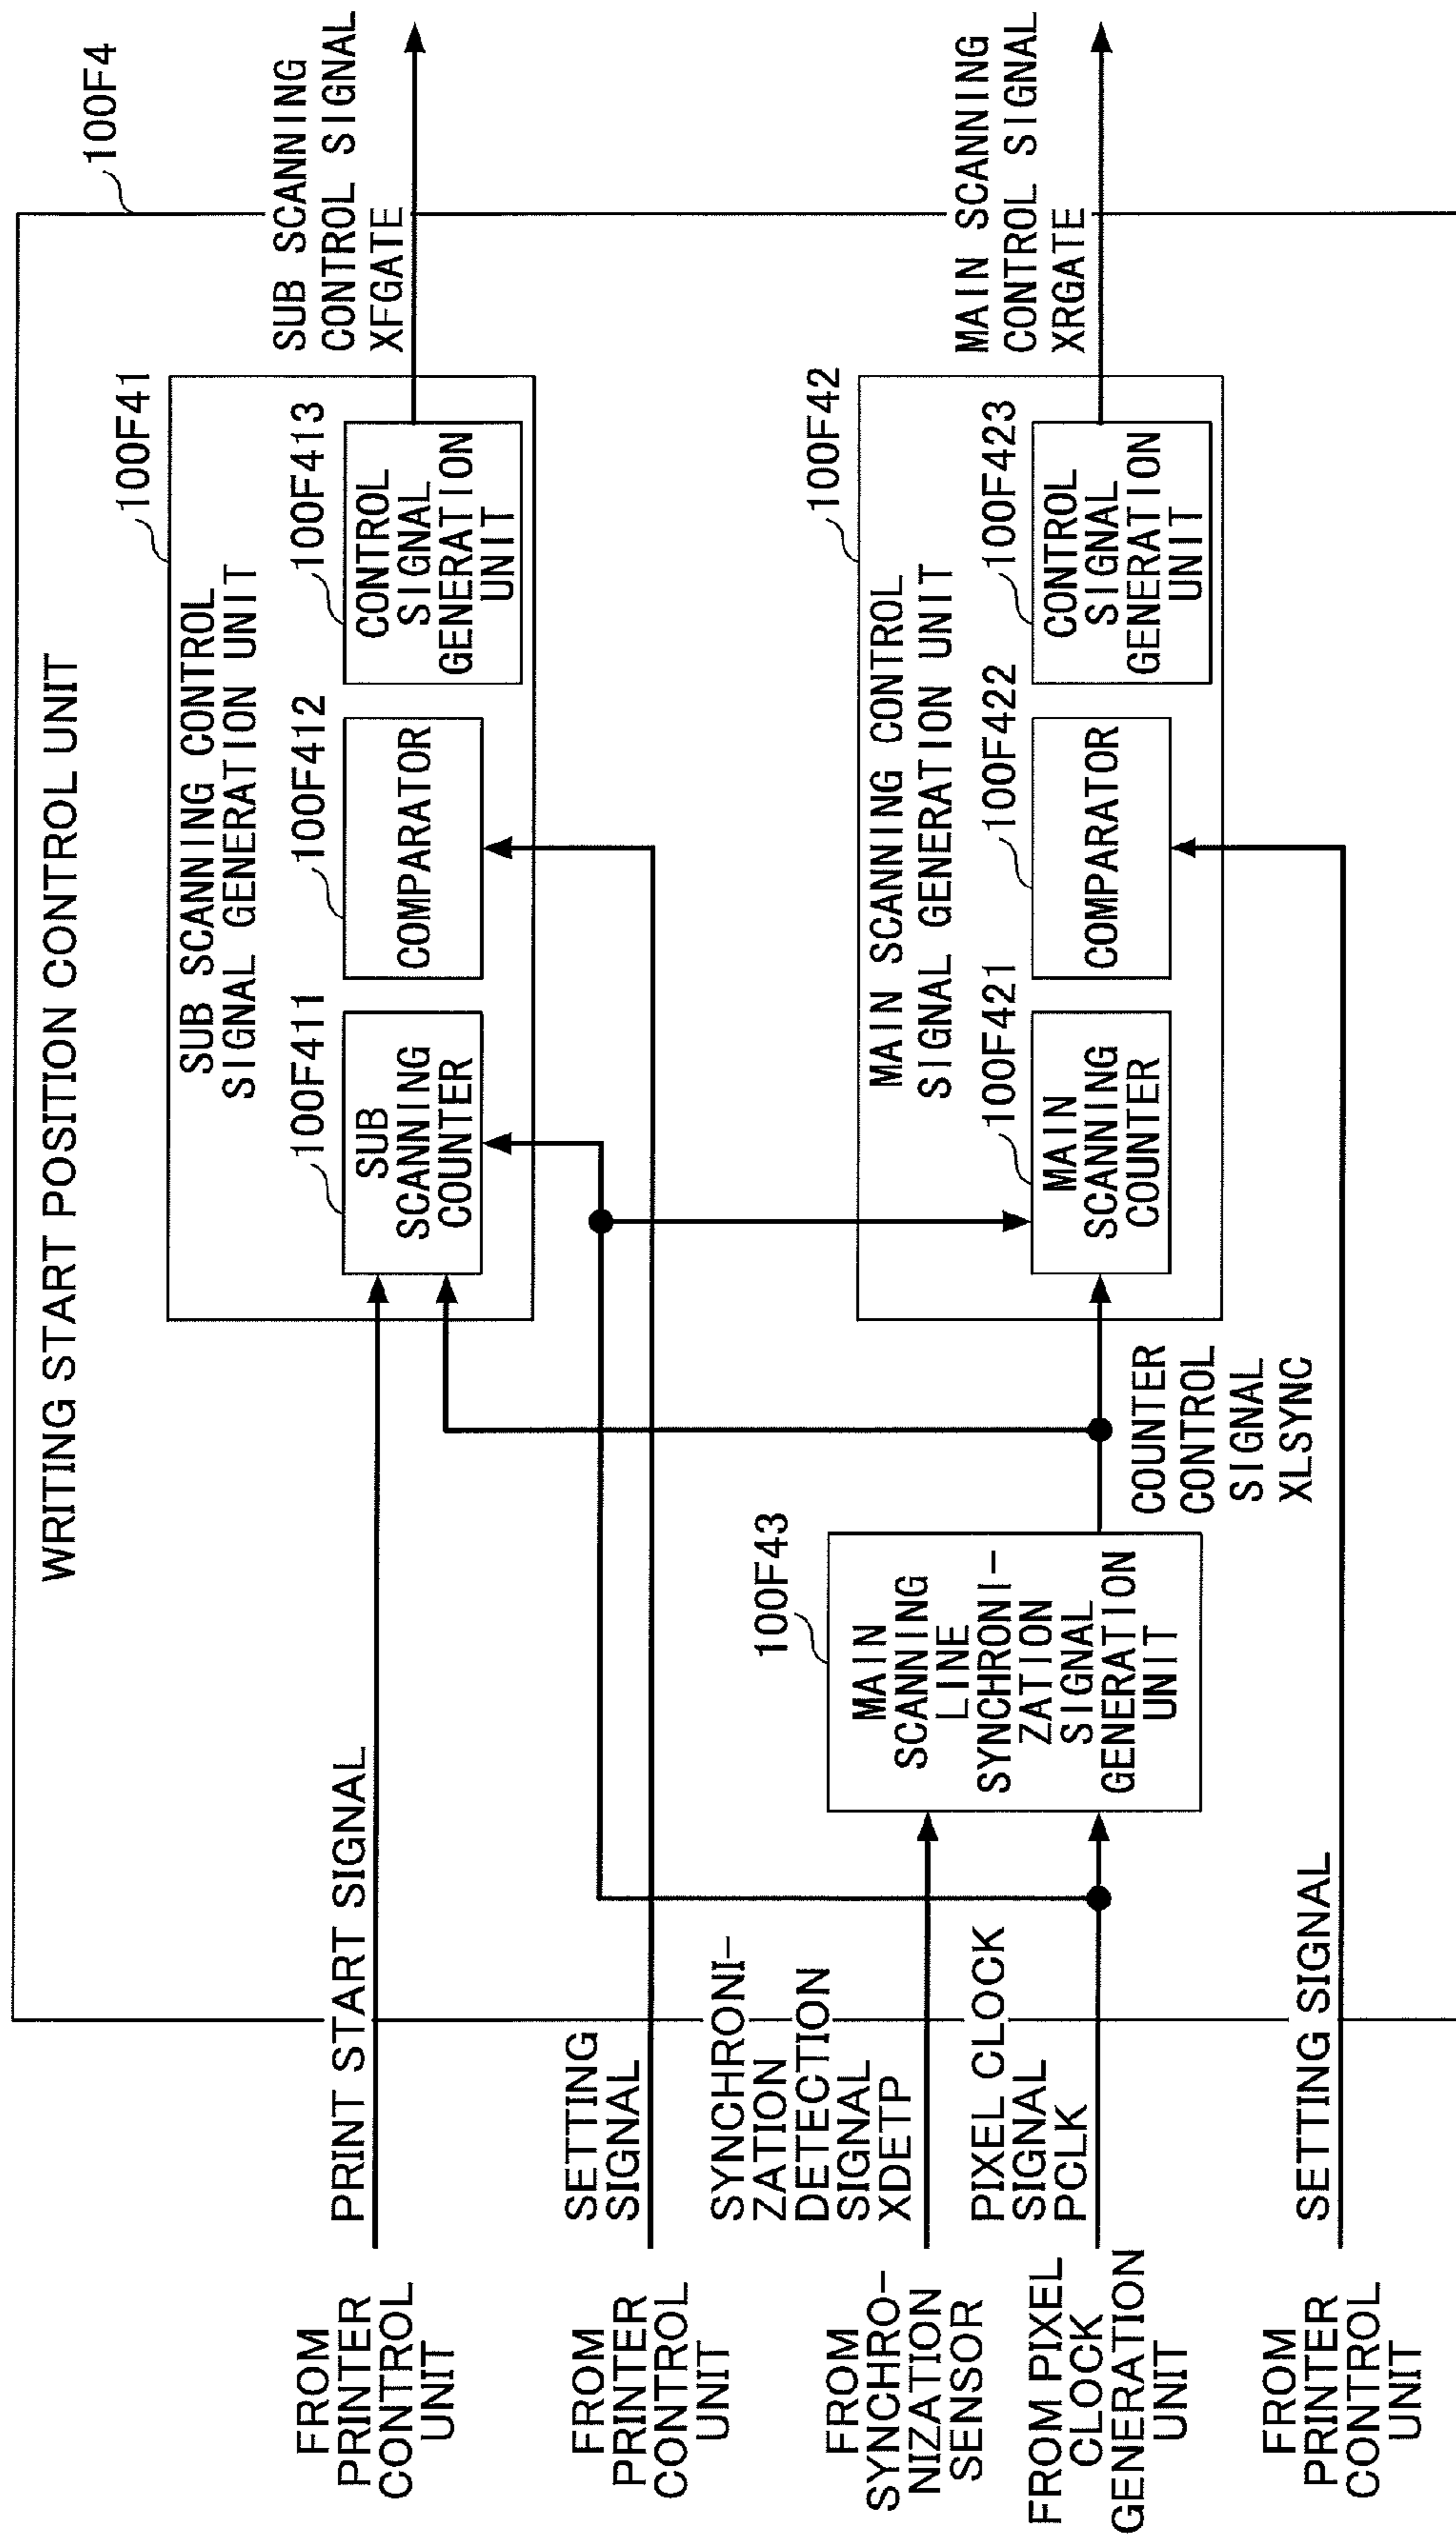 WRITING START POSITION CONTROL UNIT
100F4
100F41
SUB SCANNING CONTROL
SIGNAL GENERATION UNIT
100F411
SUB
SCANNING
COUNTER
100F412
COMPARATOR
100F413
CONTROL
SIGNAL
GENERATION
UNIT
SUB SCANNING
CONTROL SIGNAL
XFGATE
100F42
MAIN SCANNING CONTROL
SIGNAL GENERATION UNIT
100F421
MAIN
SCANNING
COUNTER
100F422
COMPARATOR
100F423
CONTROL
SIGNAL
GENERATION
UNIT
MAIN SCANNING
CONTROL SIGNAL
XRGATE
100F43
MAIN
SCANNING
LINE
SYNCHRONI-
ZATION
SIGNAL
GENERATION
UNIT
COUNTER
CONTROL
SIGNAL
XLSYNC
FROM
PRINTER
CONTROL
UNIT
PRINT START SIGNAL
FROM
PRINTER
CONTROL
UNIT
SETTING
SIGNAL
FROM
SYNCHRO-
NIZATION
SENSOR
SYNCHRONI-
ZATION
DETECTION
SIGNAL
XDETP
FROM PIXEL
CLOCK
GENERATION
UNIT
PIXEL CLOCK
SIGNAL
PCLK
FROM
PRINTER
CONTROL
UNIT
SETTING SIGNAL